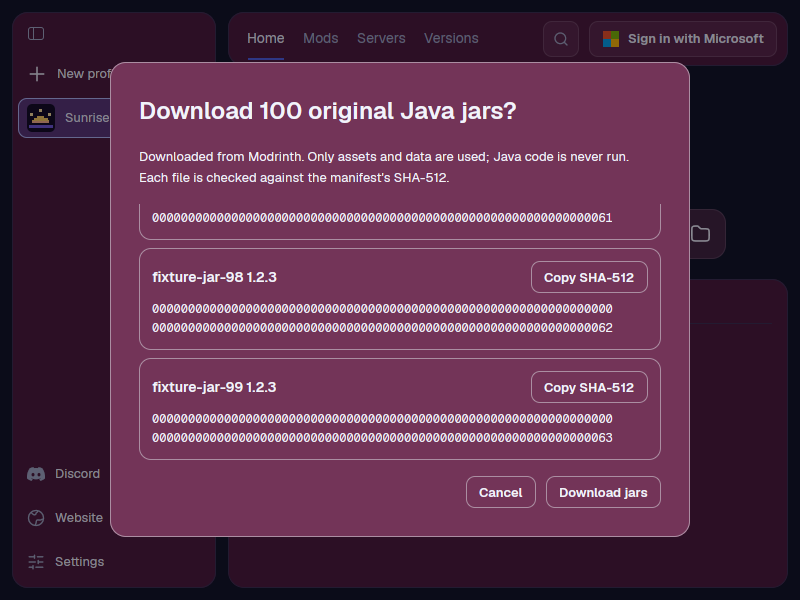 Home
Mods
Servers
Versions
Sign in with Microsoft
New prof
Sunrise
Download 100 original Java jars?
Downloaded from Modrinth. Only assets and data are used; Java code is never run.
Each file is checked against the manifest's SHA-512.
0000000000000000000000000000000000000000000000000000000000000061
fixture-jar-98 1.2.3
Copy SHA-512
0000000000000000000000000000000000000000000000000000000000000000
0000000000000000000000000000000000000000000000000000000000000062
fixture-jar-99 1.2.3
Copy SHA-512
0000000000000000000000000000000000000000000000000000000000000000
0000000000000000000000000000000000000000000000000000000000000063
Cancel
Download jars
Discord
Website
Settings